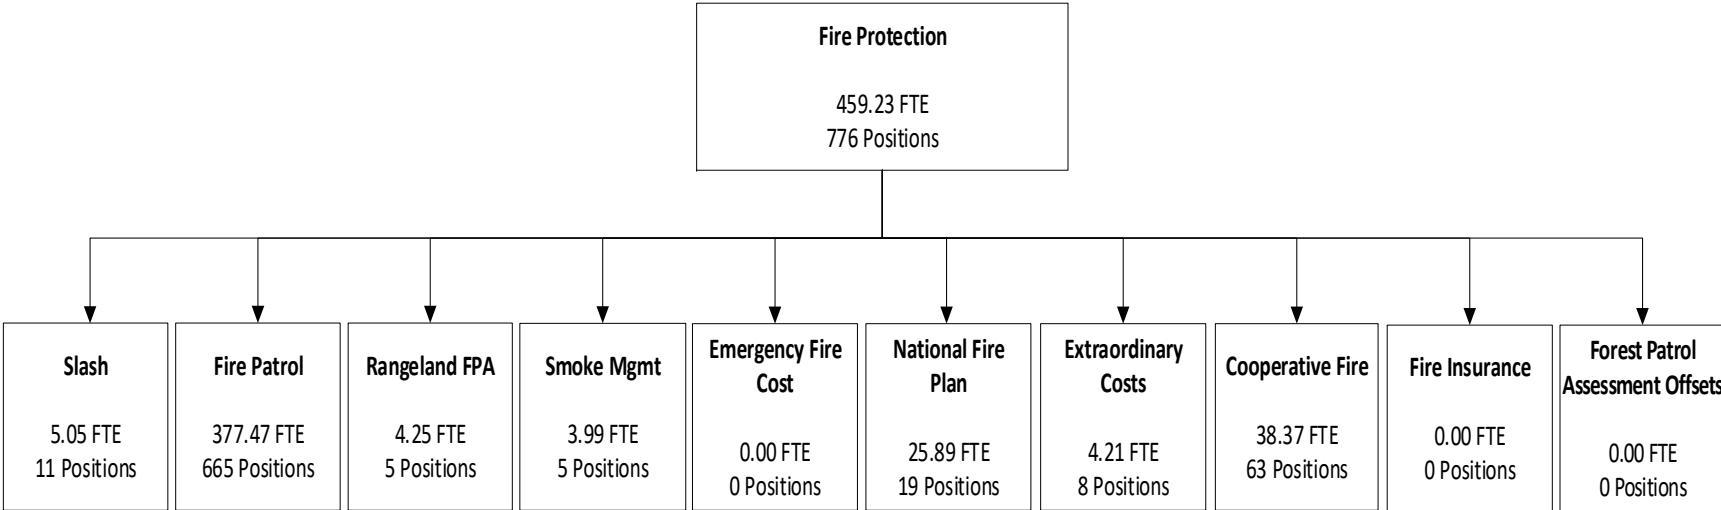 Fire Protection
459.23 FTE
776 Positions
Slash
5.05 FTE
11 Positions
Fire Patrol
377.47 FTE
665 Positions
Rangeland FPA
4.25 FTE
5 Positions
Smoke Mgmt
3.99 FTE
5 Positions
Emergency Fire
Cost
0.00 FTE
0 Positions
National Fire
Plan
25.89 FTE
19 Positions
Extraordinary
Costs
4.21 FTE
8 Positions
Cooperative Fire
38.37 FTE
63 Positions
Fire Insurance
0.00 FTE
0 Positions
Forest Patrol
Assessment Offsets
0.00 FTE
0 Positions